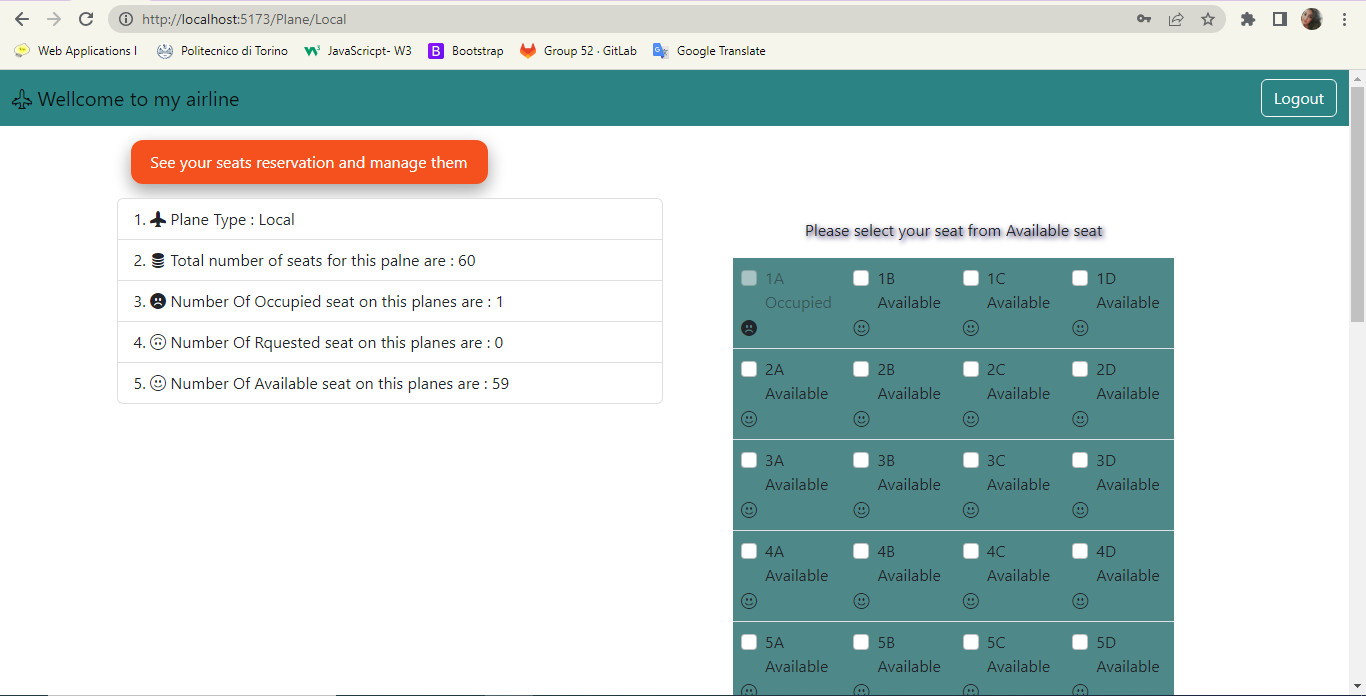 http://localhost:5173/Plane/Local
Web Applications I Politecnico di Torino JavaScricpt- W3 Bootstrap Group 52 · GitLab Google Translate
Wellcome to my airline Logout
See your seats reservation and manage them
1. Plane Type : Local
2. Total number of seats for this palne are : 60
3. Number Of Occupied seat on this planes are : 1
4. Number Of Rquested seat on this planes are : 0
5. Number Of Available seat on this planes are : 59
Please select your seat from Available seat
1A 1B 1C 1D
Occupied Available Available Available
2A 2B 2C 2D
Available Available Available Available
3A 3B 3C 3D
Available Available Available Available
4A 4B 4C 4D
Available Available Available Available
5A 5B 5C 5D
Available Available Available Available